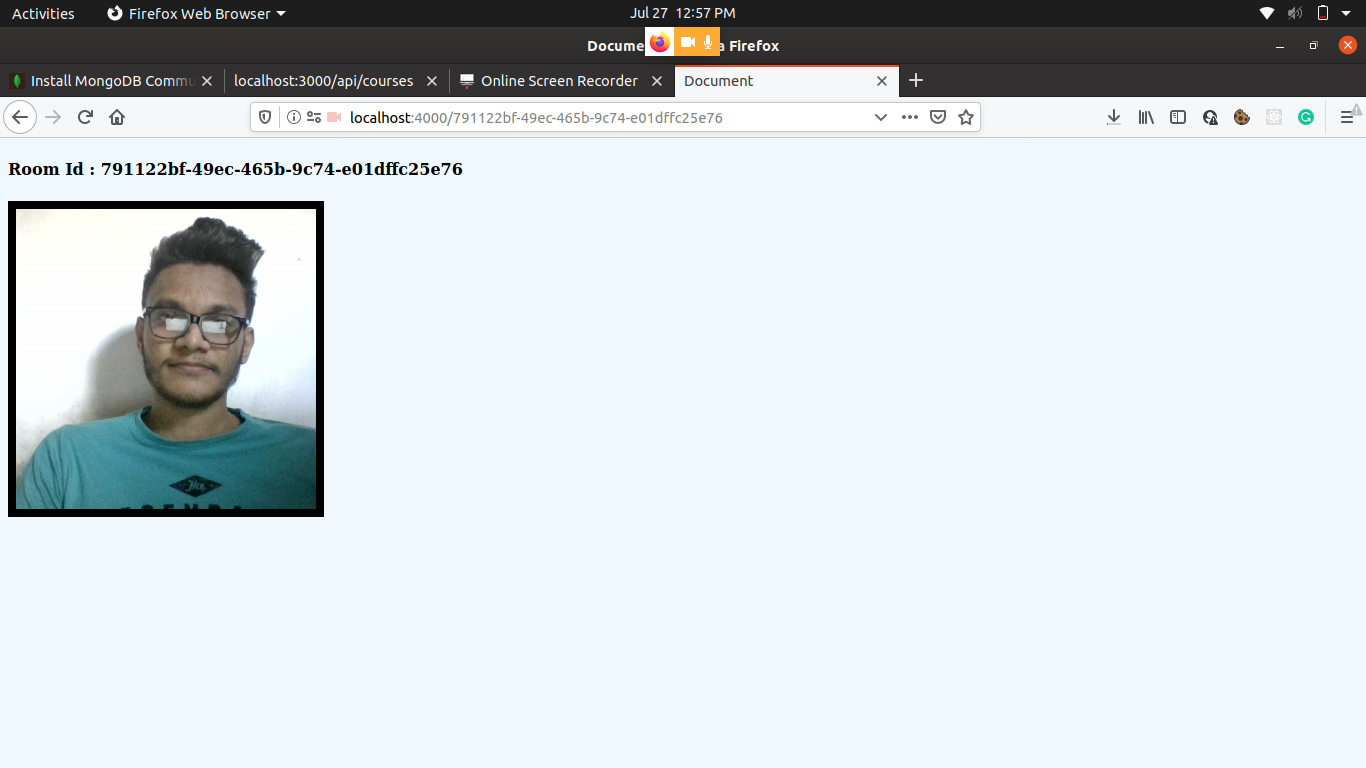 Activities Firefox Web Browser Jul 27 12:57 PM
Docume a Firefox
Install MongoDB Commu localhost:3000/api/courses Online Screen Recorder Document
localhost:4000/791122bf-49ec-465b-9c74-e01dffc25e76
Room Id : 791122bf-49ec-465b-9c74-e01dffc25e76